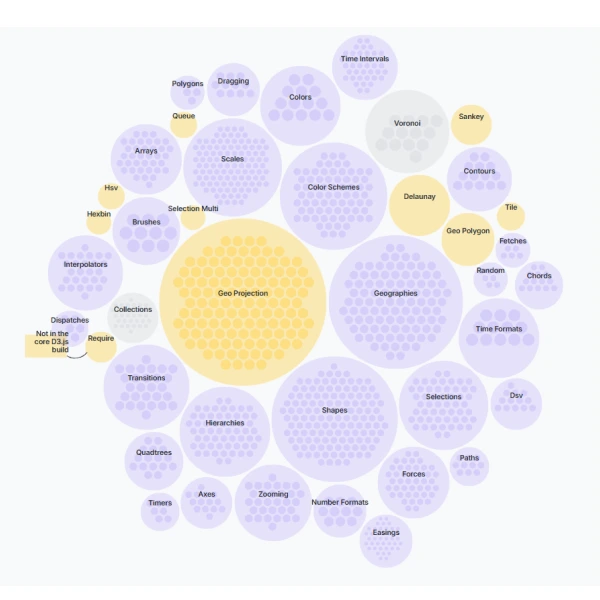 Time Intervals
Polygons
Dragging
Colors
Queue
Voronoi
Sankey
Arrays
Scales
Contours
Color Schemes
Hsv
Delaunay
Selection Multi
Tile
Hexbin
Brushes
Geo Polygon
Fetches
Interpolators
Random
Chords
Geo Projection
Geographies
Collections
Dispatches
Time Formats
Not in the
core D3.js
build
Require
Transitions
Selections
Dsv
Shapes
Hierarchies
Quadtrees
Paths
Forces
Timers
Axes
Zooming
Number Formats
Easings